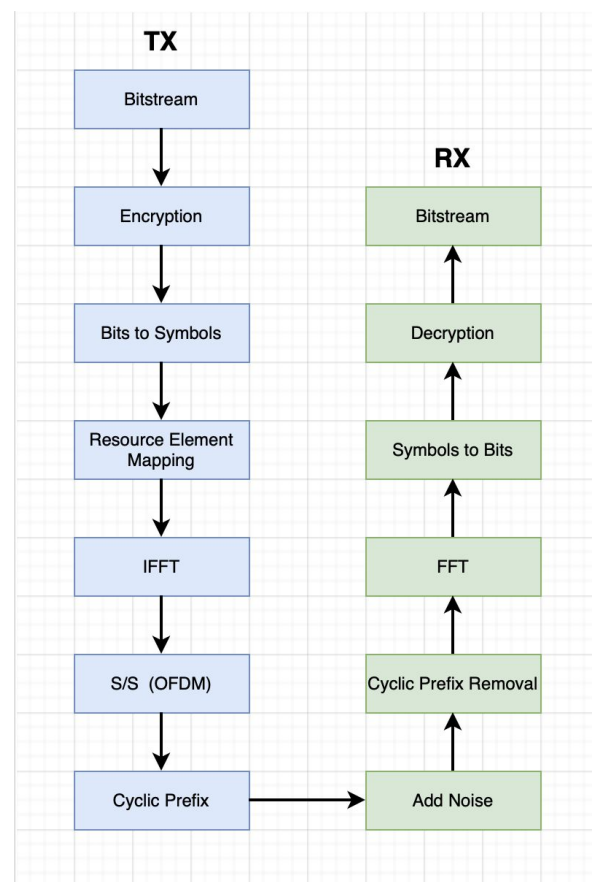 TX
Bitstream
Encryption
Bits to Symbols
Resource Element
Mapping
IFFT
S/S (OFDM)
Cyclic Prefix
RX
Bitstream
Decryption
Symbols to Bits
FFT
Cyclic Prefix Removal
Add Noise